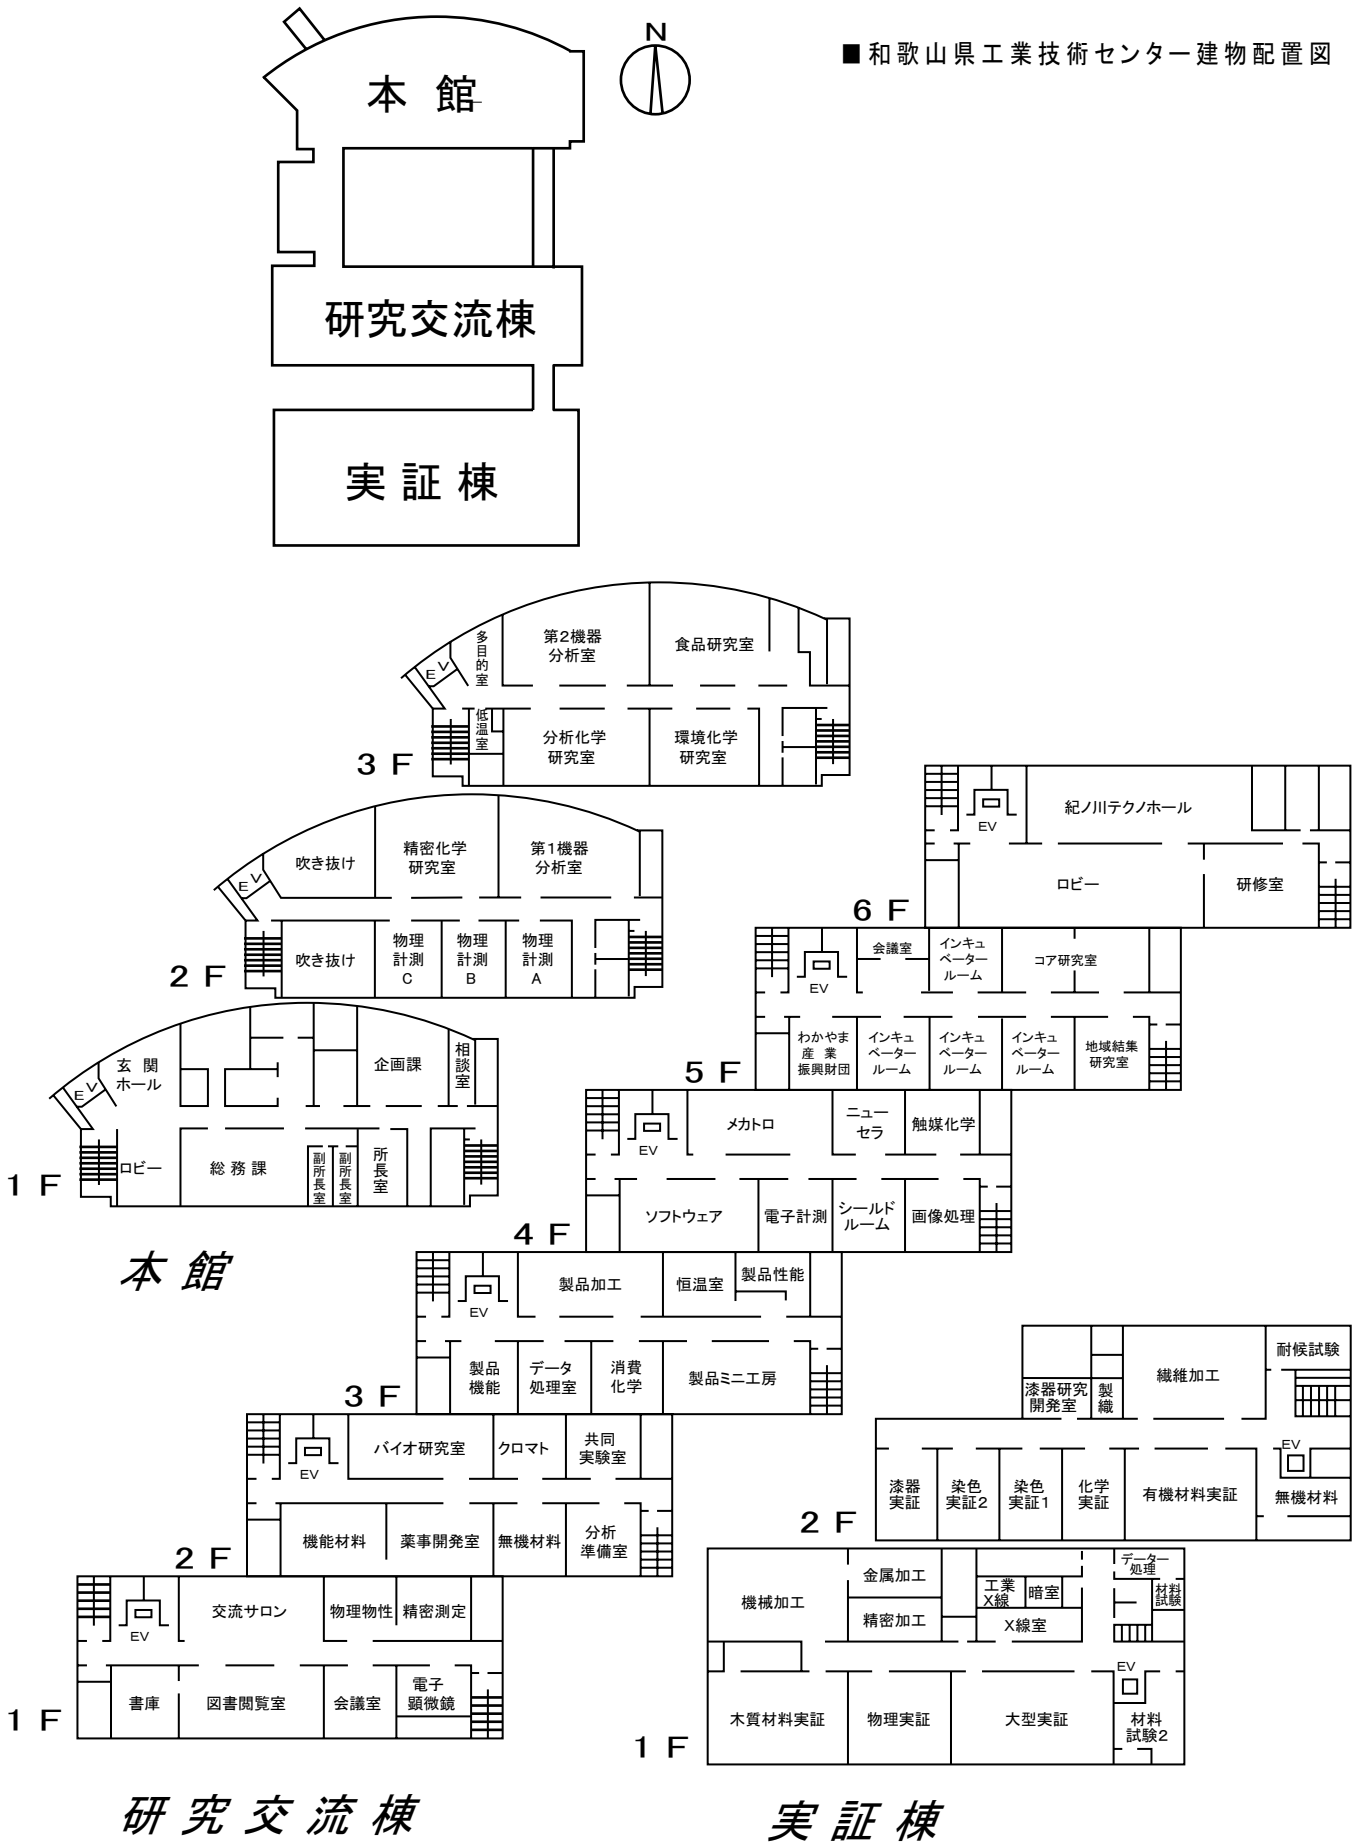 ■和歌山県工業技術センター建物配置図
N
本 館
研究交流棟
実 証 棟
多目的室
第2機器
分析室
食品研究室
EV
低温室
分析化学
研究室
環境化学
研究室
3 F
吹き抜け
精密化学
研究室
第1機器
分析室
EV
吹き抜け
物理
計測
C
物理
計測
B
物理
計測
A
2 F
玄 関
ホール
企画課
相談室
EV
ロビー
総 務 課
副所長室
副所長室
所長室
1 F
本 館
紀ノ川テクノホール
EV
ロビー
研修室
6 F
会議室
インキュ
ベーター
ルーム
コア研究室
EV
わかやま
産 業
振興財団
インキュ
ベーター
ルーム
インキュ
ベーター
ルーム
インキュ
ベーター
ルーム
地域結集
研究室
5 F
メカトロ
ニュー
セラ
触媒化学
EV
ソフトウェア
電子計測
シールド
ルーム
画像処理
4 F
製品加工
恒温室
製品性能
EV
製品
機能
データ
処理室
消費
化学
製品ミニ工房
3 F
バイオ研究室
クロマト
共同
実験室
EV
機能材料
薬事開発室
無機材料
分析
準備室
2 F
交流サロン
物理物性
精密測定
EV
書庫
図書閲覧室
会議室
電子
顕微鏡
1 F
研 究 交 流 棟
繊維加工
耐候試験
漆器研究
開発室
製織
EV
漆器
実証
染色
実証2
染色
実証1
化学
実証
有機材料実証
無機材料
2 F
機械加工
金属加工
精密加工
工業
X線
暗室
X線室
データー
処理
材料
試験
EV
木質材料実証
物理実証
大型実証
材料
試験2
1 F
実 証 棟